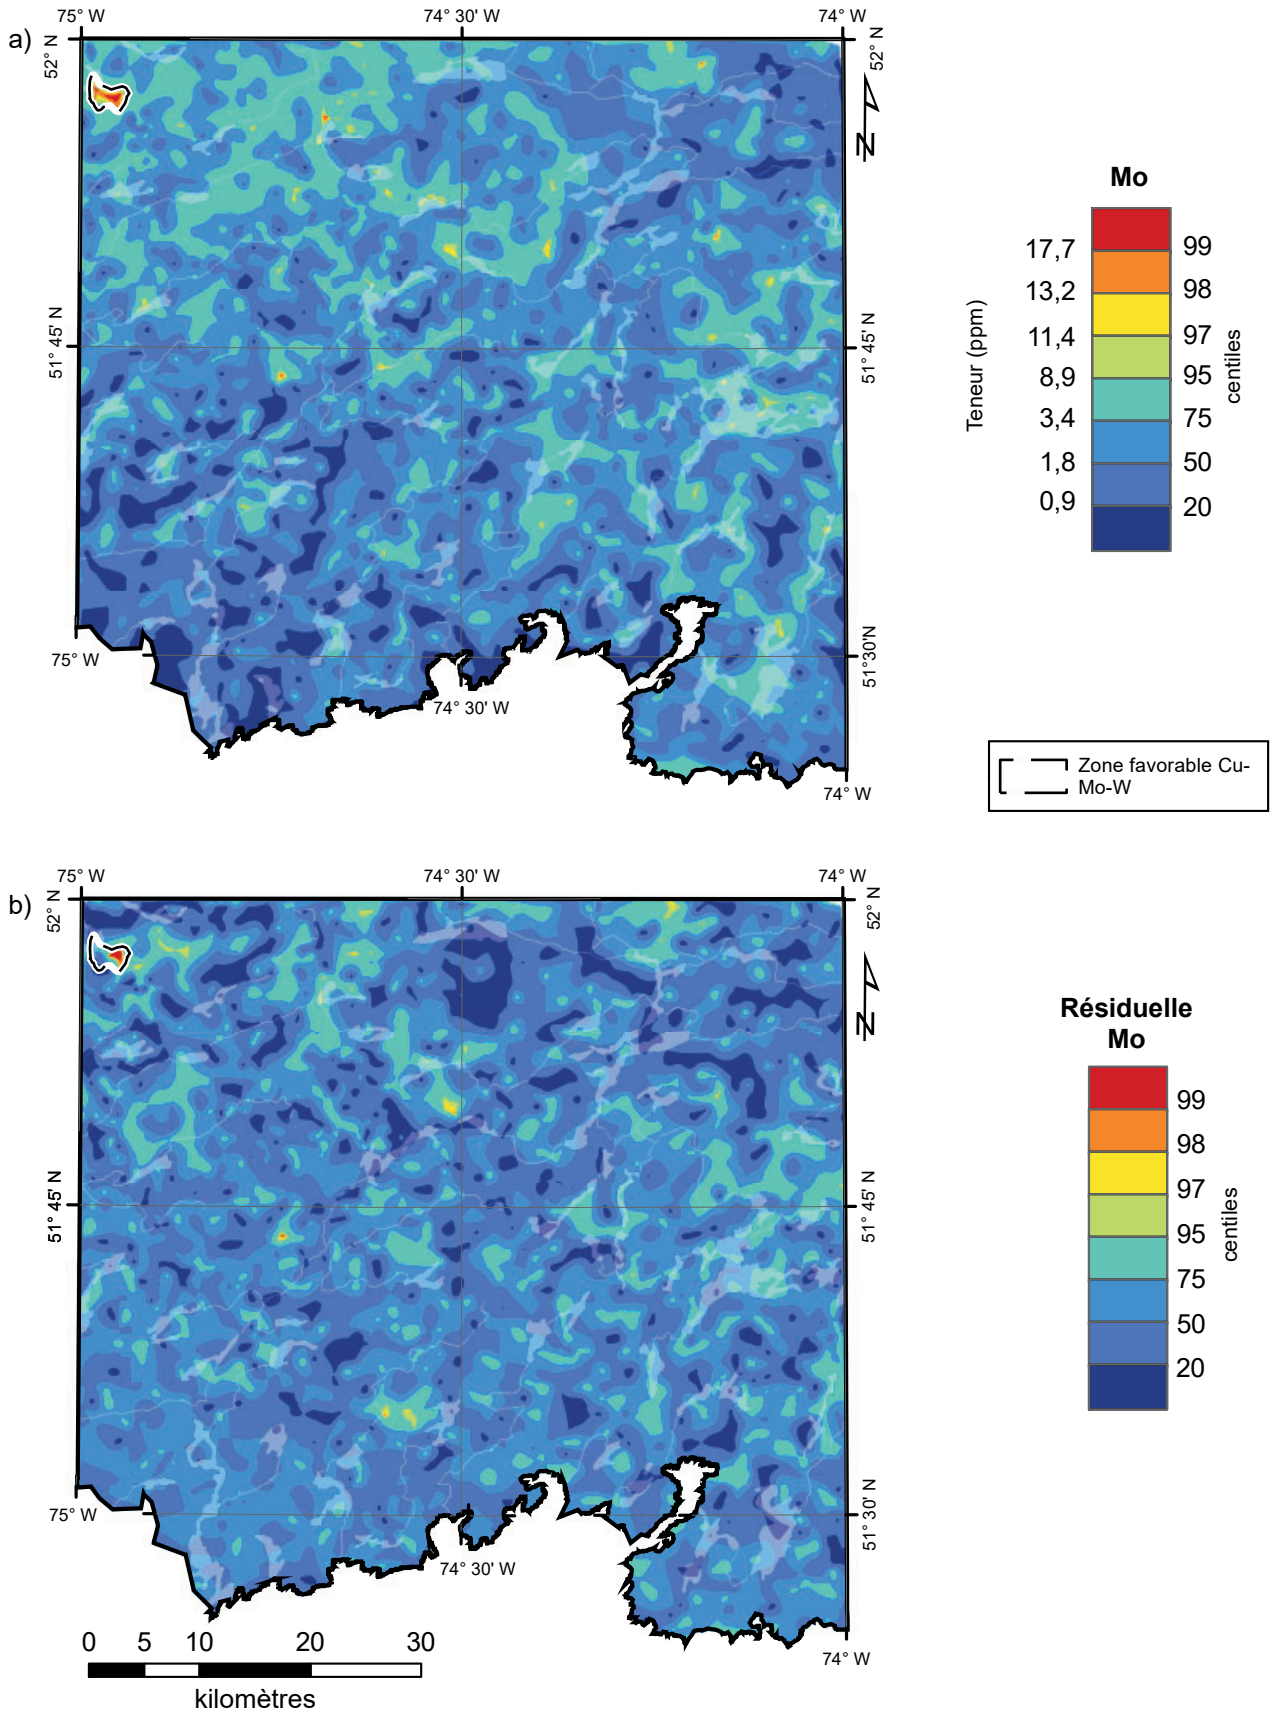 a)
75° W
74° 30' W
74° W
52° N
52° N
N
51° 45' N
51° 45' N
75° W
51°30'N
74° 30' W
74° W
Mo
Teneur (ppm)
17,7
13,2
11,4
8,9
3,4
1,8
0,9
99
98
97
95
75
50
20
centiles
Zone favorable Cu-
Mo-W
b)
75° W
74° 30' W
74° W
52° N
52° N
N
51° 45' N
51° 45' N
75° W
51° 30' N
74° 30' W
74° W
Résiduelle
Mo
99
98
97
95
75
50
20
centiles
0 5 10 20 30
kilomètres